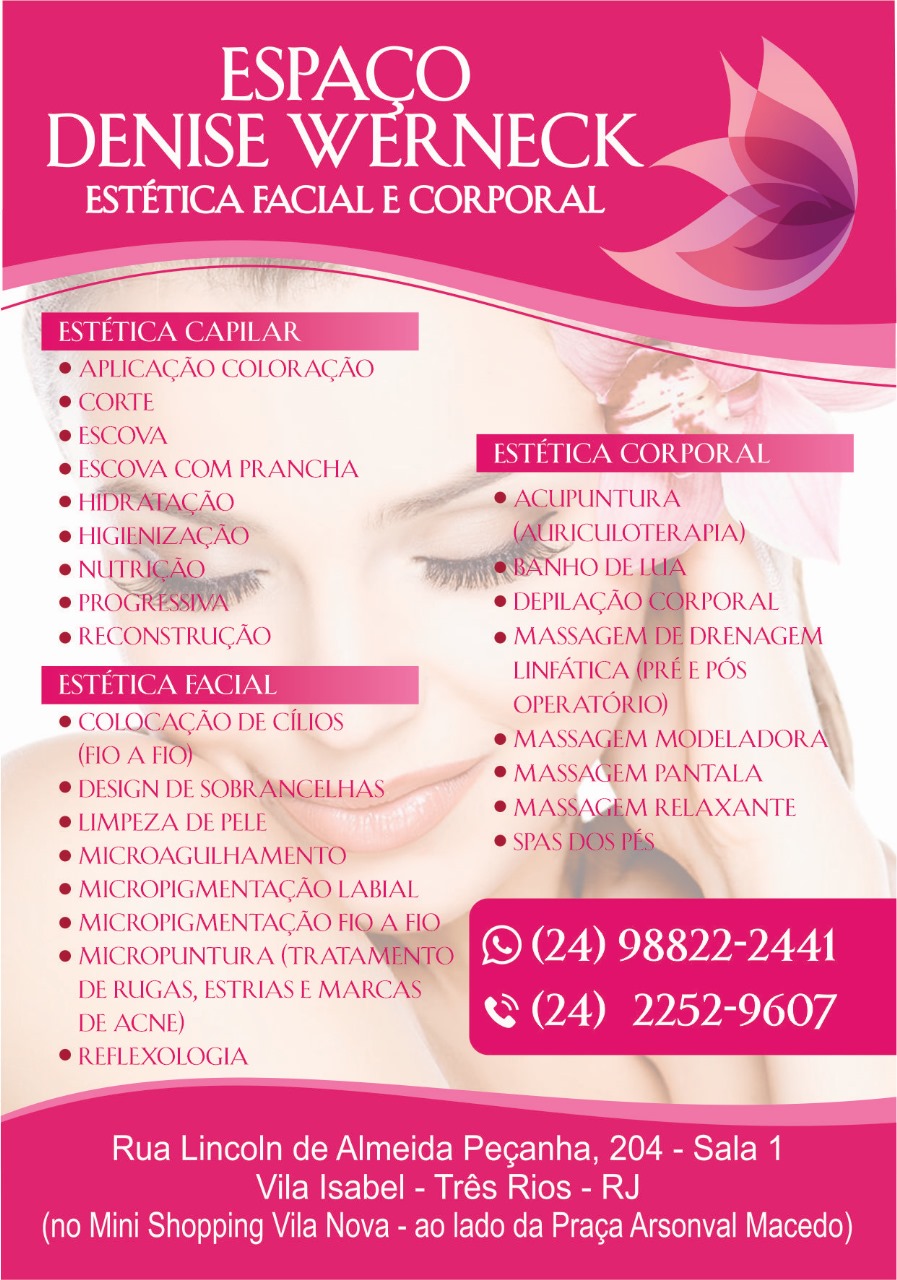 ESPAÇO
DENISE WERNECK
ESTÉTICA FACIAL E CORPORAL
ESTÉTICA CAPILAR
• APLICAÇÃO COLORAÇÃO
• CORTE
• ESCOVA
• ESCOVA COM PRANCHA
• HIDRATAÇÃO
• HIGIENIZAÇÃO
• NUTRIÇÃO
• PROGRESSIVA
• RECONSTRUÇÃO
ESTÉTICA FACIAL
• COLOCAÇÃO DE CÍLIOS
(FIO A FIO)
• DESIGN DE SOBRANCELHAS
• LIMPEZA DE PELE
• MICROAGULHAMENTO
• MICROPIGMENTAÇÃO LABIAL
• MICROPIGMENTAÇÃO FIO A FIO
• MICROPUNTURA (TRATAMENTO
DE RUGAS, ESTRIAS E MARCAS
DE ACNE)
• REFLEXOLOGIA
ESTÉTICA CORPORAL
• ACUPUNTURA
(AURICULOTERAPIA)
• BANHO DE LUA
• DEPILAÇÃO CORPORAL
• MASSAGEM DE DRENAGEM
LINFÁTICA (PRÉ E PÓS
OPERATÓRIO)
• MASSAGEM MODELADORA
• MASSAGEM PANTALA
• MASSAGEM RELAXANTE
• SPAS DOS PÉS
(24) 98822-2441
(24) 2252-9607
Rua Lincoln de Almeida Peçanha, 204 - Sala 1
Vila Isabel - Três Rios - RJ
(no Mini Shopping Vila Nova - ao lado da Praça Arsonval Macedo)